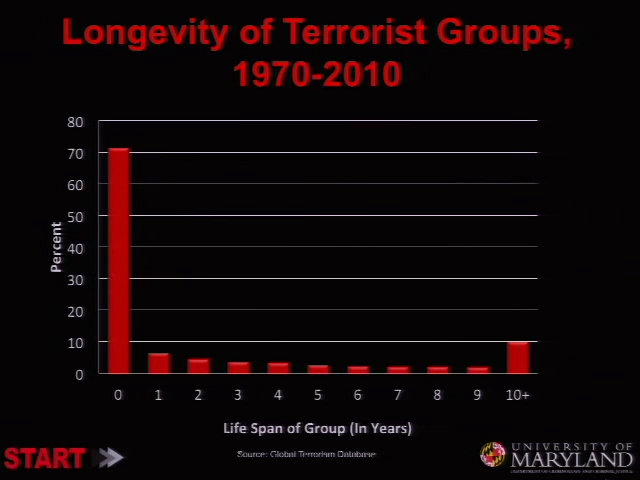 Longevity of Terrorist Groups,
1970-2010
Percent
80
70
60
50
40
30
20
10
0
0 1 2 3 4 5 6 7 8 9 10+
Life Span of Group (In Years)
Source: Global Terrorism Database
START
UNIVERSITY OF
MARYLAND